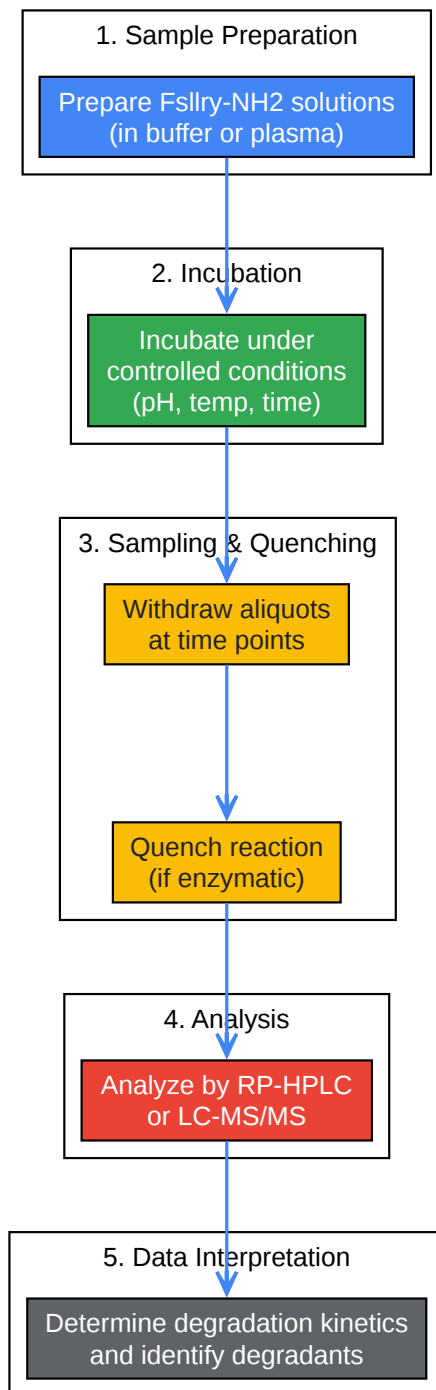 1. Sample Preparation
Prepare Fsllry-NH2 solutions
(in buffer or plasma)
2. Incubation
Incubate under
controlled conditions
(pH, temp, time)
3. Sampling & Quenching
Withdraw aliquots
at time points
Quench reaction
(if enzymatic)
4. Analysis
Analyze by RP-HPLC
or LC-MS/MS
5. Data Interpretation
Determine degradation kinetics
and identify degradants